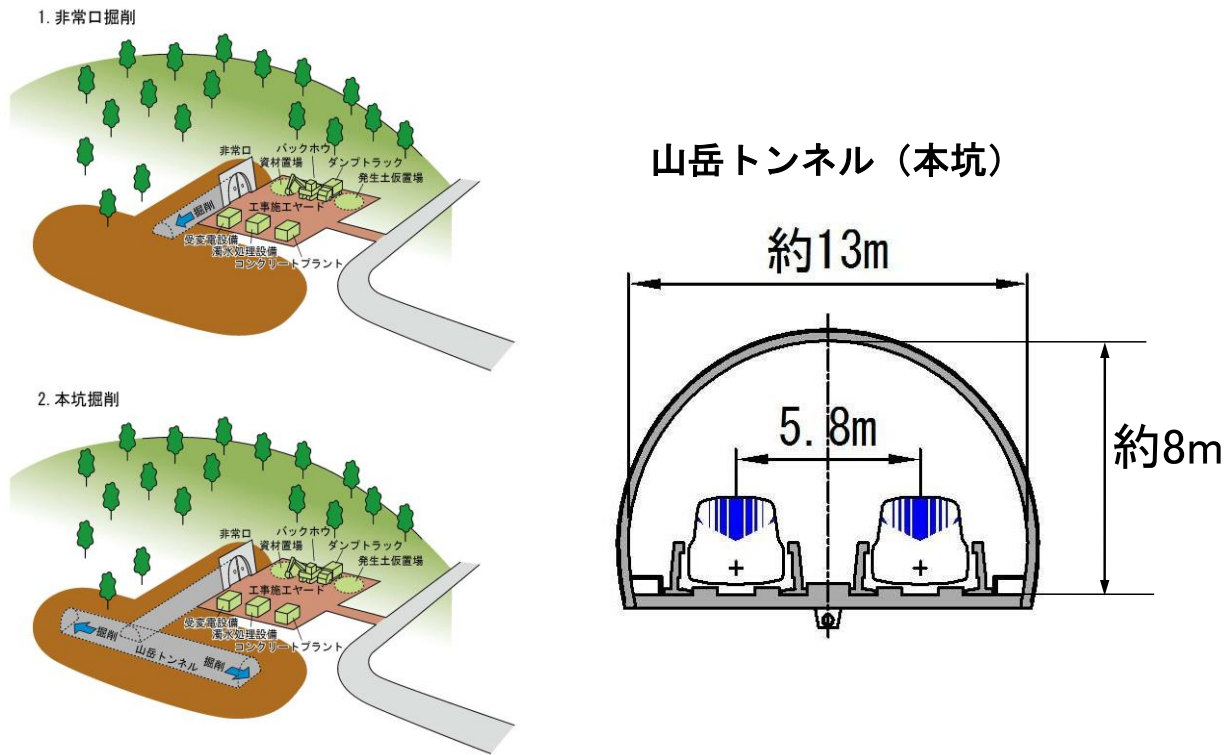 1. 非常口掘削
非常口
バックホウ
資材置場
ダンプトラック
発生土仮置場
掘削
工事施工ヤード
受変電設備
濁水処理設備
コンクリートプラント
2. 本坑掘削
非常口
バックホウ
資材置場
ダンプトラック
発生土仮置場
工事施工ヤード
受変電設備
濁水処理設備
コンクリートプラント
掘削
山岳トンネル
掘削
山岳トンネル（本坑）
約13m
5.8m
約8m